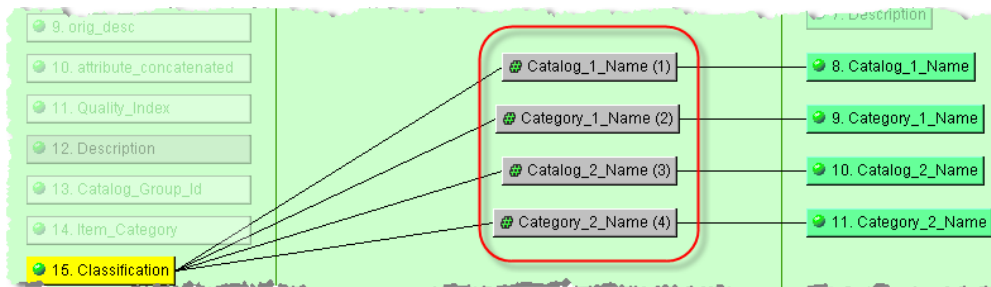 9. orig_desc
10. attribute_concatenated
11. Quality_Index
12. Description
13. Catalog_Group_Id
14. Item_Category
15. Classification
Catalog_1_Name (1)
Category_1_Name (2)
Catalog_2_Name (3)
Category_2_Name (4)
7. Description
8. Catalog_1_Name
9. Category_1_Name
10. Catalog_2_Name
11. Category_2_Name